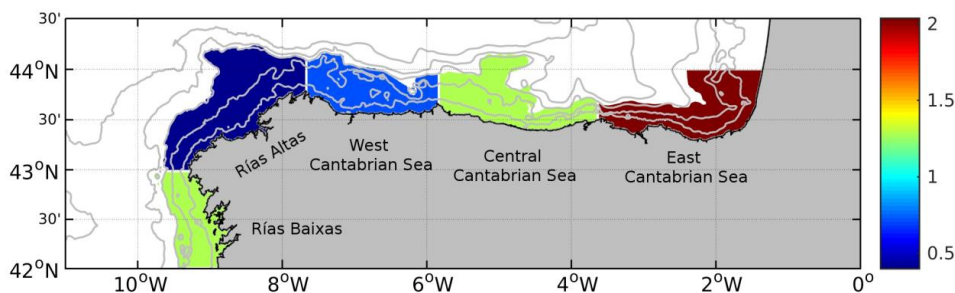 30'
44°N
30'
43°N
30'
42°N
Rías Altas
West
Cantabrian Sea
Central
Cantabrian Sea
East
Cantabrian Sea
Rías Baixas
10°W
8°W
6°W
4°W
2°W
0°
2
1.5
1
0.5